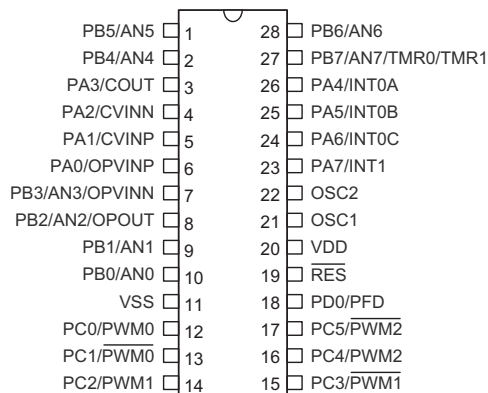 PB5/AN5 1 28 PB6/AN6
PB4/AN4 2 27 PB7/AN7/TMR0/TMR1
PA3/COUT 3 26 PA4/INT0A
PA2/CVINN 4 25 PA5/INT0B
PA1/CVINP 5 24 PA6/INT0C
PA0/OPVINP 6 23 PA7/INT1
PB3/AN3/OPVINN 7 22 OSC2
PB2/AN2/OPOUT 8 21 OSC1
PB1/AN1 9 20 VDD
PB0/AN0 10 19 R̅E̅S̅
VSS 11 18 PD0/PFD
PC0/PWM0 12 17 PC5/P̅W̅M̅2̅
PC1/P̅W̅M̅0̅ 13 16 PC4/PWM2
PC2/PWM1 14 15 PC3/P̅W̅M̅1̅